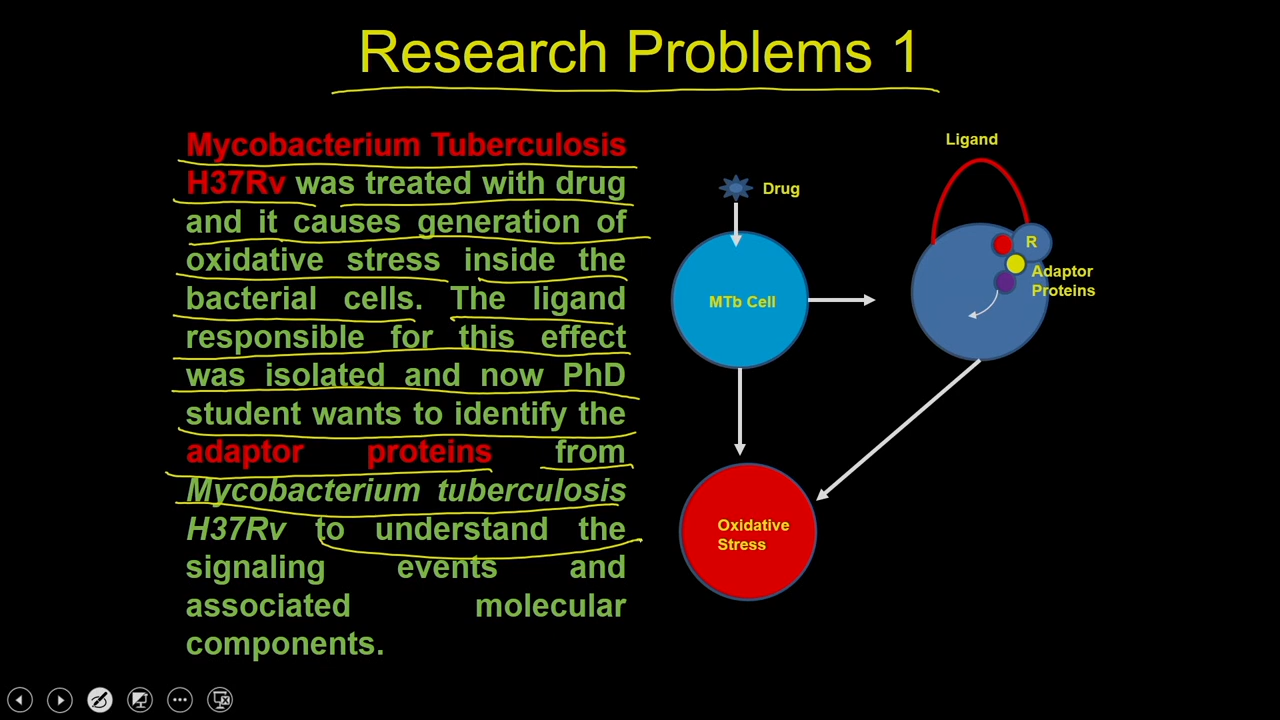 Research Problems 1
Mycobacterium Tuberculosis
H37Rv was treated with drug
and it causes generation of
oxidative stress inside the
bacterial cells. The ligand
responsible for this effect
was isolated and now PhD
student wants to identify the
adaptor proteins from
Mycobacterium tuberculosis
H37Rv to understand the
signaling events and
associated molecular
components.
Drug
MTb Cell
Oxidative
Stress
Ligand
R
Adaptor
Proteins